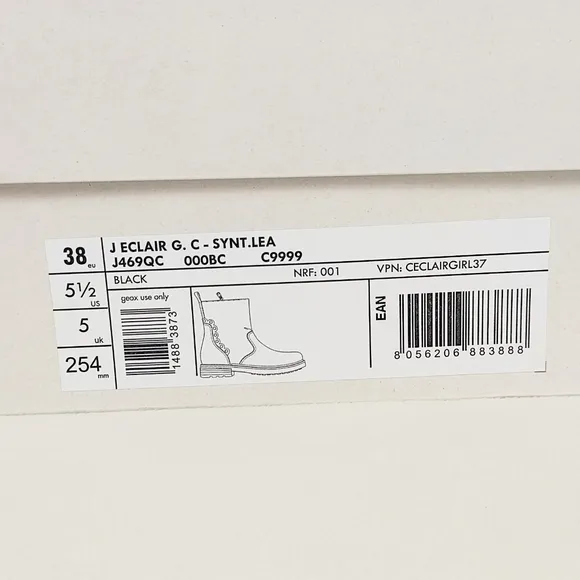 38 eu
5½ us
5 uk
254 mm
J ECLAIR G. C - SYNT.LEA
J469QC 000BC C9999
BLACK NRF: 001 VPN: CECLAIRGIRL37
geox use only
14883873
EAN
8 056206 883888